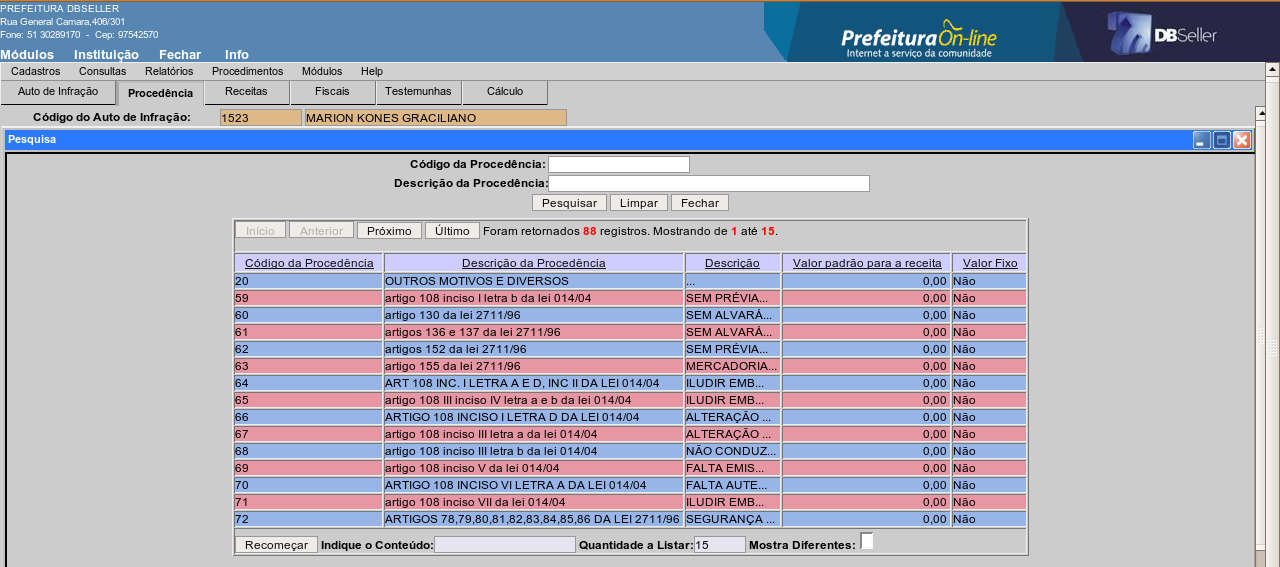 PREFEITURA DBSELLER
Rua General Camara,406/301
Fone: 51 30289170 - Cep: 97542570
Prefeitura On-line
Internet a serviço da comunidade
DBSeller
Módulos Instituição Fechar Info
Cadastros Consultas Relatórios Procedimentos Módulos Help
Auto de Infração Procedência Receitas Fiscais Testemunhas Cálculo
Código do Auto de Infração: 1523 MARION KONES GRACILIANO
Pesquisa
Código da Procedência:
Descrição da Procedência:
Pesquisar Limpar Fechar
Início Anterior Próximo Último Foram retornados 88 registros. Mostrando de 1 até 15.
Código da Procedência Descrição da Procedência Descrição Valor padrão para a receita Valor Fixo
20 OUTROS MOTIVOS E DIVERSOS ... 0,00 Não
59 artigo 108 inciso I letra b da lei 014/04 SEM PRÉVIA... 0,00 Não
60 artigo 130 da lei 2711/96 SEM ALVARÁ... 0,00 Não
61 artigos 136 e 137 da lei 2711/96 SEM ALVARÁ... 0,00 Não
62 artigos 152 da lei 2711/96 SEM PRÉVIA... 0,00 Não
63 artigo 155 da lei 2711/96 MERCADORIA... 0,00 Não
64 ART 108 INC. I LETRA A E D, INC II DA LEI 014/04 ILUDIR EMB... 0,00 Não
65 artigo 108 III inciso IV letra a e b da lei 014/04 ILUDIR EMB... 0,00 Não
66 ARTIGO 108 INCISO I LETRA D DA LEI 014/04 ALTERAÇÃO ... 0,00 Não
67 artigo 108 inciso III letra a da lei 014/04 ALTERAÇÃO ... 0,00 Não
68 artigo 108 inciso III letra b da lei 014/04 NÃO CONDUZ... 0,00 Não
69 artigo 108 inciso V da lei 014/04 FALTA EMIS... 0,00 Não
70 ARTIGO 108 INCISO VI LETRA A DA LEI 014/04 FALTA AUTE... 0,00 Não
71 artigo 108 inciso VII da lei 014/04 ILUDIR EMB... 0,00 Não
72 ARTIGOS 78,79,80,81,82,83,84,85,86 DA LEI 2711/96 SEGURANÇA ... 0,00 Não
Recomeçar Indique o Conteúdo: Quantidade a Listar: 15 Mostra Diferentes: